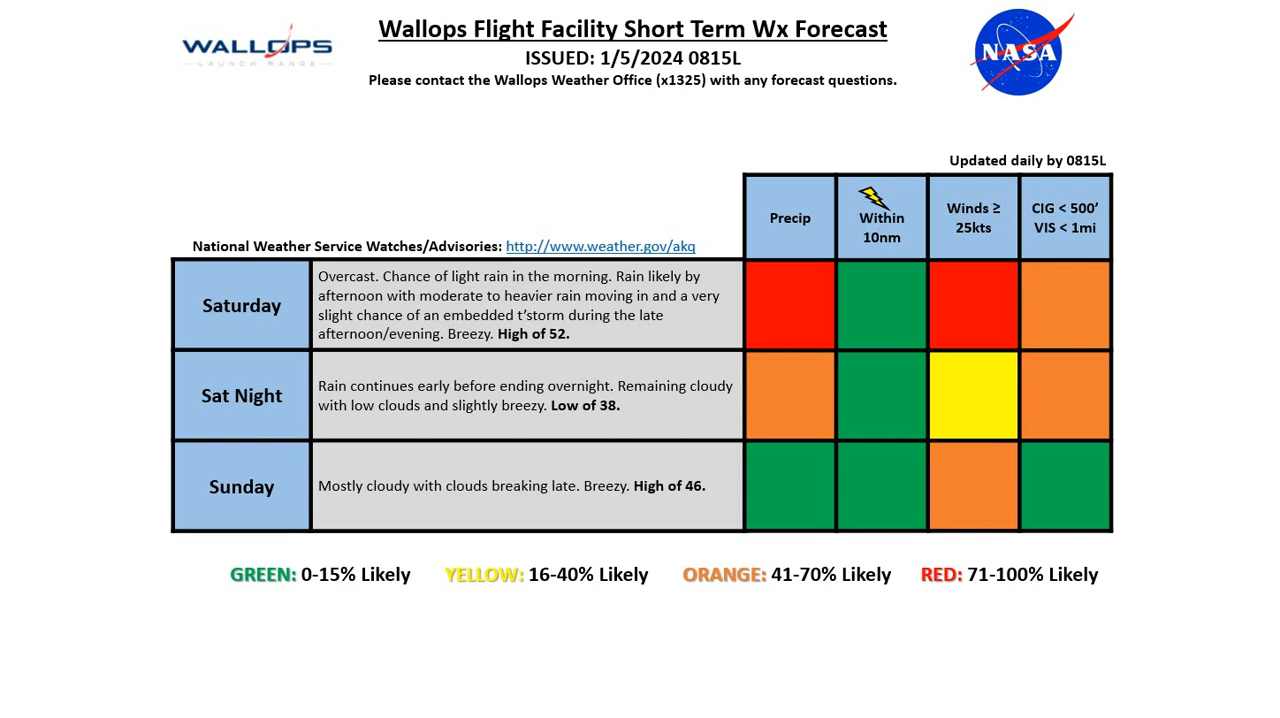 WALLOPS
LAUNCH RANGE
Wallops Flight Facility Short Term Wx Forecast
ISSUED: 1/5/2024 0815L
Please contact the Wallops Weather Office (x1325) with any forecast questions.
NASA
Updated daily by 0815L
National Weather Service Watches/Advisories: http://www.weather.gov/akq
Precip
Within
10nm
Winds ≥
25kts
CIG < 500’
VIS < 1mi
Saturday
Overcast. Chance of light rain in the morning. Rain likely by
afternoon with moderate to heavier rain moving in and a very
slight chance of an embedded t’storm during the late
afternoon/evening. Breezy. High of 52.
Sat Night
Rain continues early before ending overnight. Remaining cloudy
with low clouds and slightly breezy. Low of 38.
Sunday
Mostly cloudy with clouds breaking late. Breezy. High of 46.
GREEN: 0-15% Likely YELLOW: 16-40% Likely ORANGE: 41-70% Likely RED: 71-100% Likely